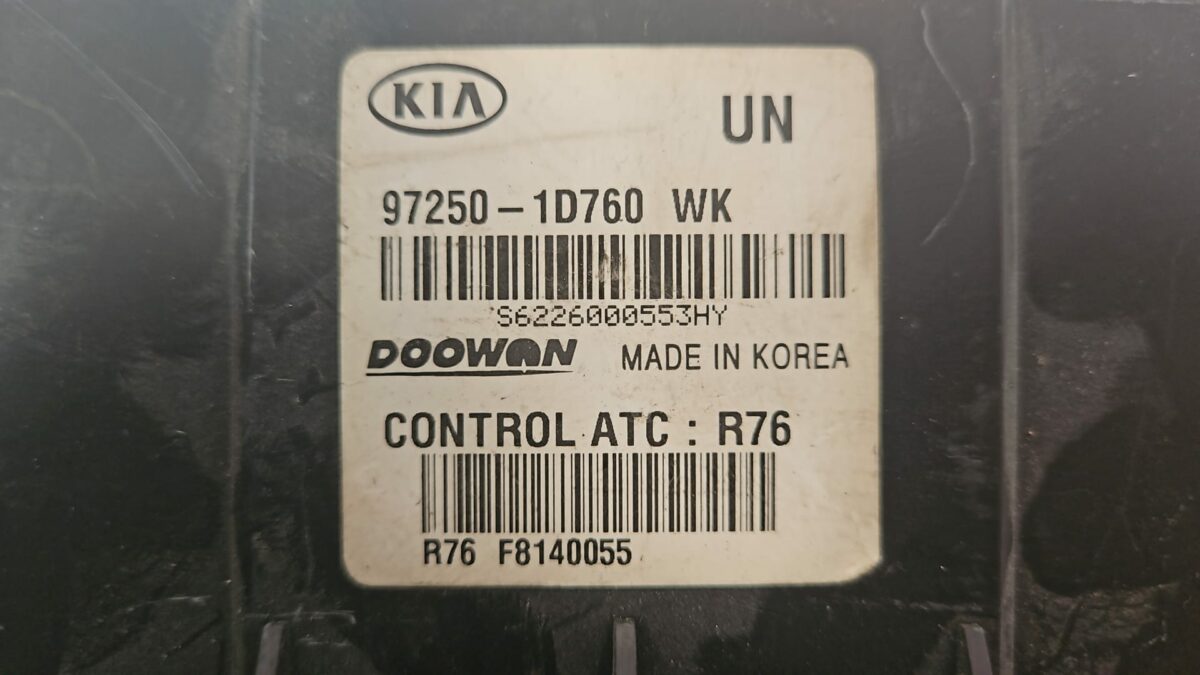 KIA
UN
97250-1D760 WK
S6226000553HY
DOOWON MADE IN KOREA
CONTROL ATC : R76
R76 F8140055